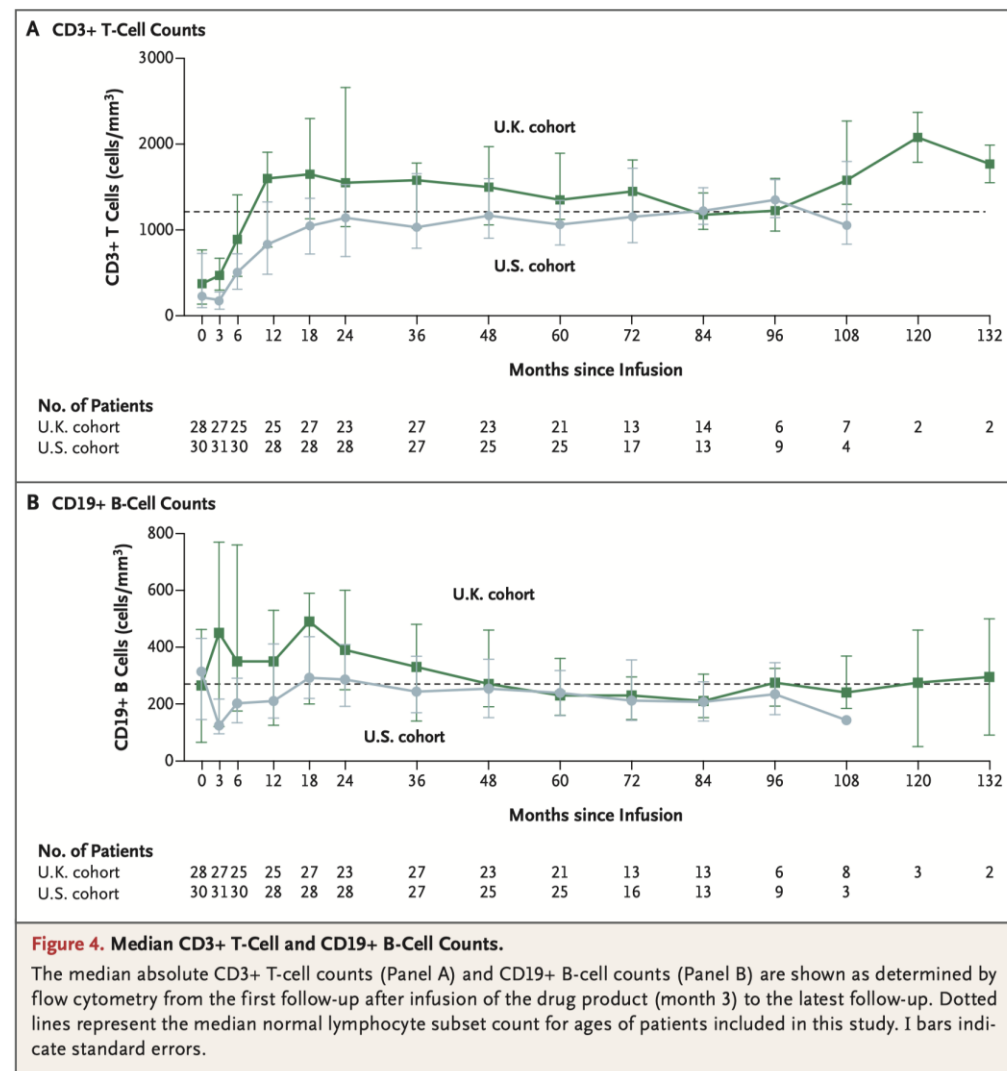 A CD3+ T-Cell Counts
3000
2000
1000
0
CD3+ T Cells (cells/mm³)
U.K. cohort
U.S. cohort
0 3 6 12 18 24 36 48 60 72 84 96 108 120 132
Months since Infusion
No. of Patients
U.K. cohort 28 27 25 25 27 23 27 23 21 13 14 6 7 2 2
U.S. cohort 30 31 30 28 28 28 27 25 25 17 13 9 4
B CD19+ B-Cell Counts
800
600
400
200
0
CD19+ B Cells (cells/mm³)
U.K. cohort
U.S. cohort
0 3 6 12 18 24 36 48 60 72 84 96 108 120 132
Months since Infusion
No. of Patients
U.K. cohort 28 27 25 25 27 23 27 23 21 13 13 6 8 3 2
U.S. cohort 30 31 30 28 28 28 27 25 25 16 13 9 3
Figure 4. Median CD3+ T-Cell and CD19+ B-Cell Counts.
The median absolute CD3+ T-cell counts (Panel A) and CD19+ B-cell counts (Panel B) are shown as determined by
flow cytometry from the first follow-up after infusion of the drug product (month 3) to the latest follow-up. Dotted
lines represent the median normal lymphocyte subset count for ages of patients included in this study. I bars indi-
cate standard errors.